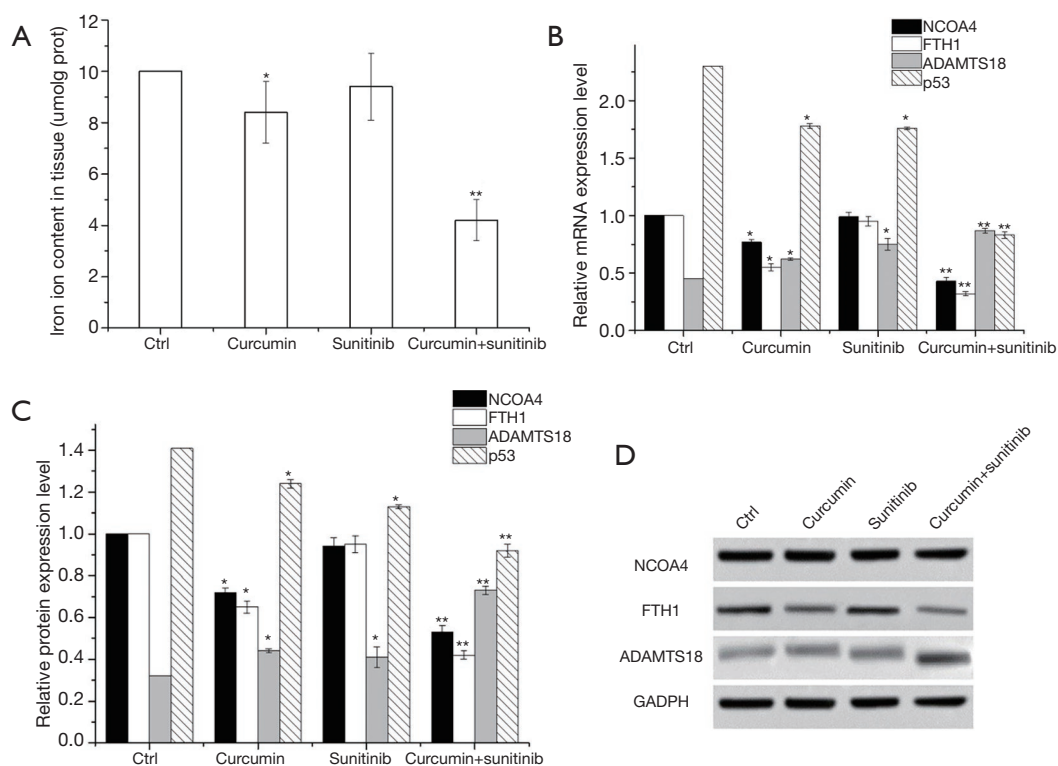 A
Iron ion content in tissue (umolg prot)
12
10
8
6
4
2
0
*
**
Ctrl
Curcumin
Sunitinib
Curcumin+sunitinib
B
NCOA4
FTH1
ADAMTS18
p53
Relative mRNA expression level
2.0
1.5
1.0
0.5
0.0
* * * *
* *
** ** ** **
Ctrl
Curcumin
Sunitinib
Curcumin+sunitinib
C
NCOA4
FTH1
ADAMTS18
p53
Relative protein expression level
1.4
1.2
1.0
0.8
0.6
0.4
0.2
0.0
* * * *
* *
** ** ** **
Ctrl
Curcumin
Sunitinib
Curcumin+sunitinib
D
Ctrl
Curcumin
Sunitinib
Curcumin+sunitinib
NCOA4
FTH1
ADAMTS18
GADPH